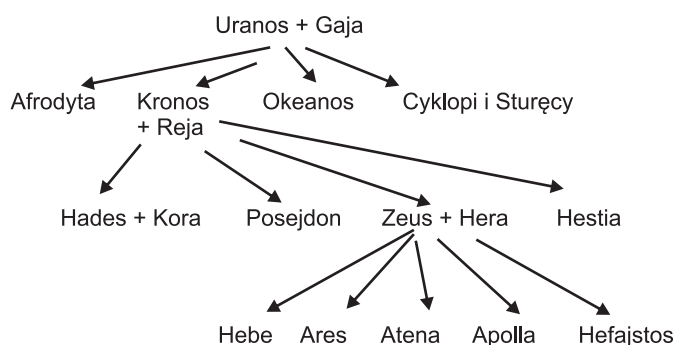 Uranos + Gaja
Afrodyta Kronos Okeanos Cyklopi i Sturęcy
+ Reja
Hades + Kora Posejdon Zeus + Hera Hestia
Hebe Ares Atena Apolla Hefajstos